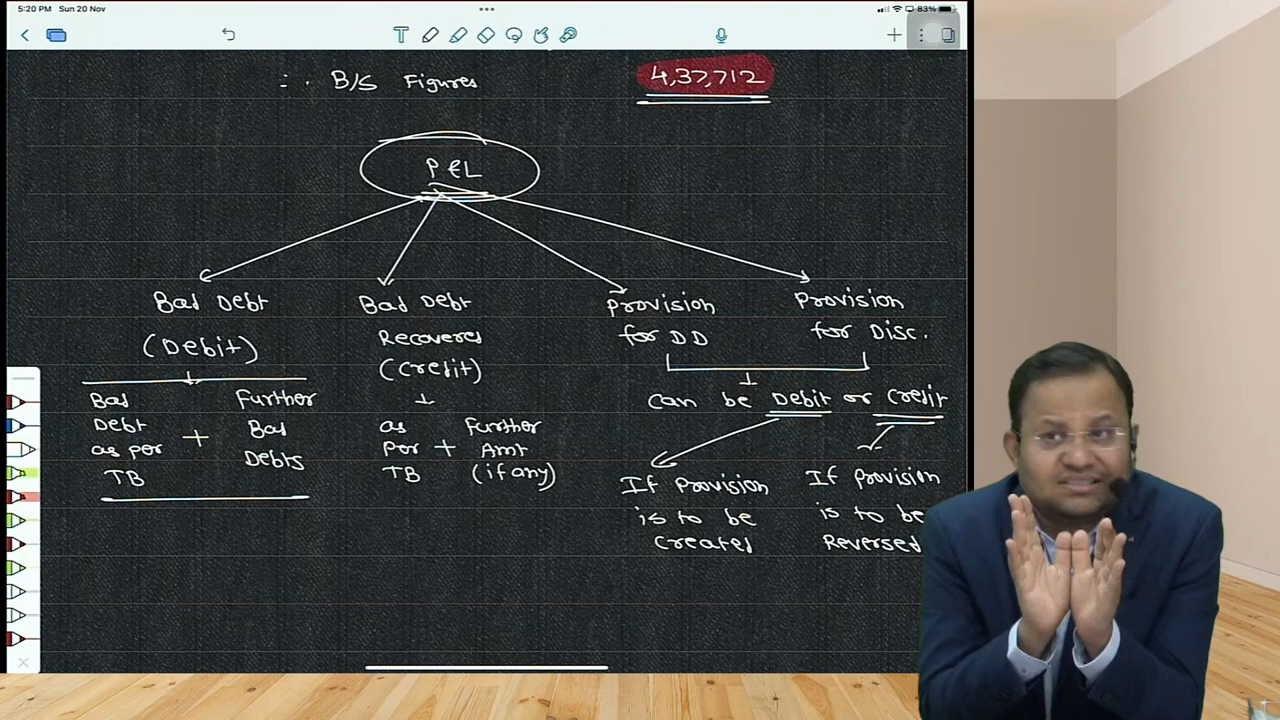 5:20 PM Sun 20 Nov
83%
∴ B/S Figures 4,37,712
P&L
Bad Debt
(Debit)
Bad
Debt
as per
TB
+
Further
Bad
Debts
Bad Debt
Recovered
(Credit)
as
Per
TB
+
Further
Amt
(if any)
Provision
for DD
Provision
for Disc.
can be Debit or Credit
If Provision
is to be
Created
If Provision
is to be
Reversed